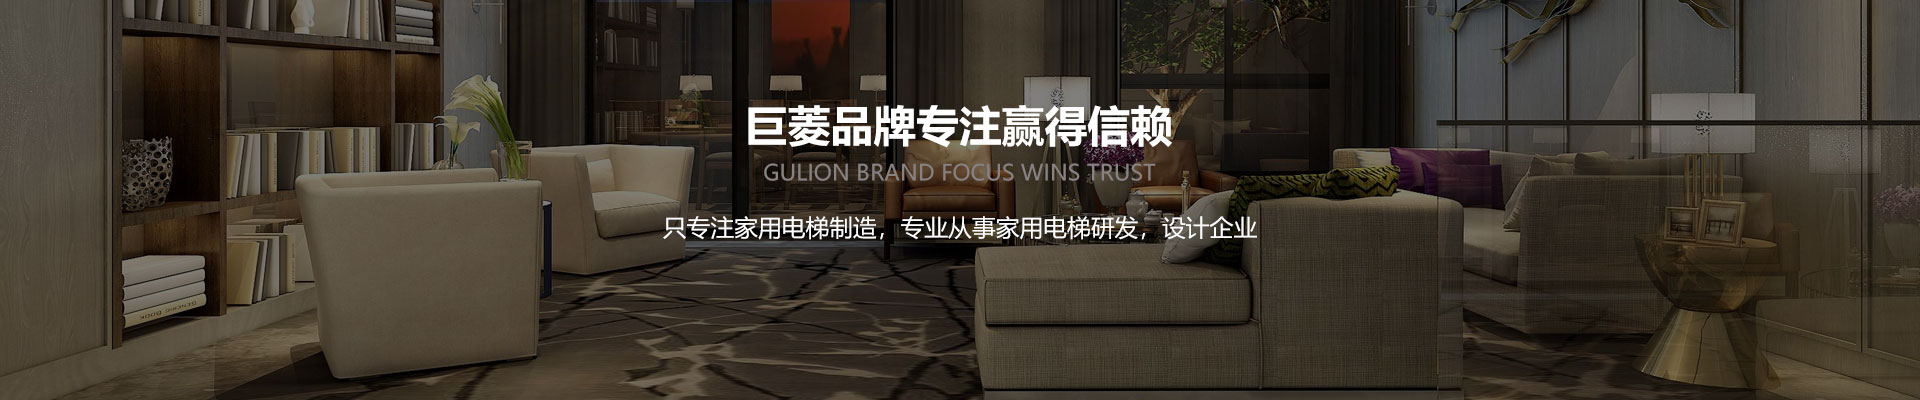 巨菱品牌专注赢得信赖
GULION BRAND FOCUS WINS TRUST
只专注家用电梯制造，专业从事家用电梯研发，设计企业